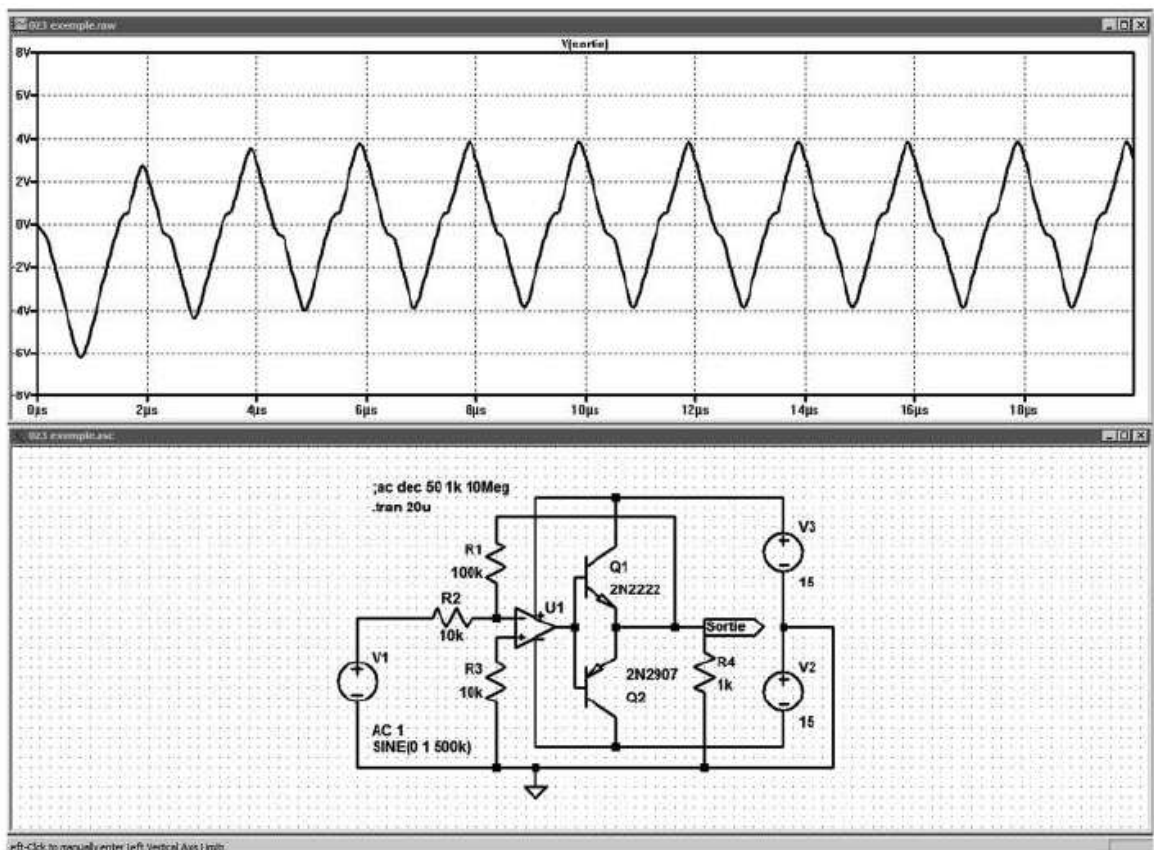 023 exemple.raw
V(sortie)
8V
6V
4V
2V
0V
-2V
-4V
-6V
-8V
0µs 2µs 4µs 6µs 8µs 10µs 12µs 14µs 16µs 18µs
023 exemple.asc
;ac dec 50 1k 10Meg
.tran 20u
R1
100k
R2
10k
U1
Q1
2N2222
V3
15
Sortie
V1
R3
10k
2N2907
Q2
R4
1k
V2
15
AC 1
SINE(0 1 500k)
eft-Click to manually enter Left Vertical Axis Limits